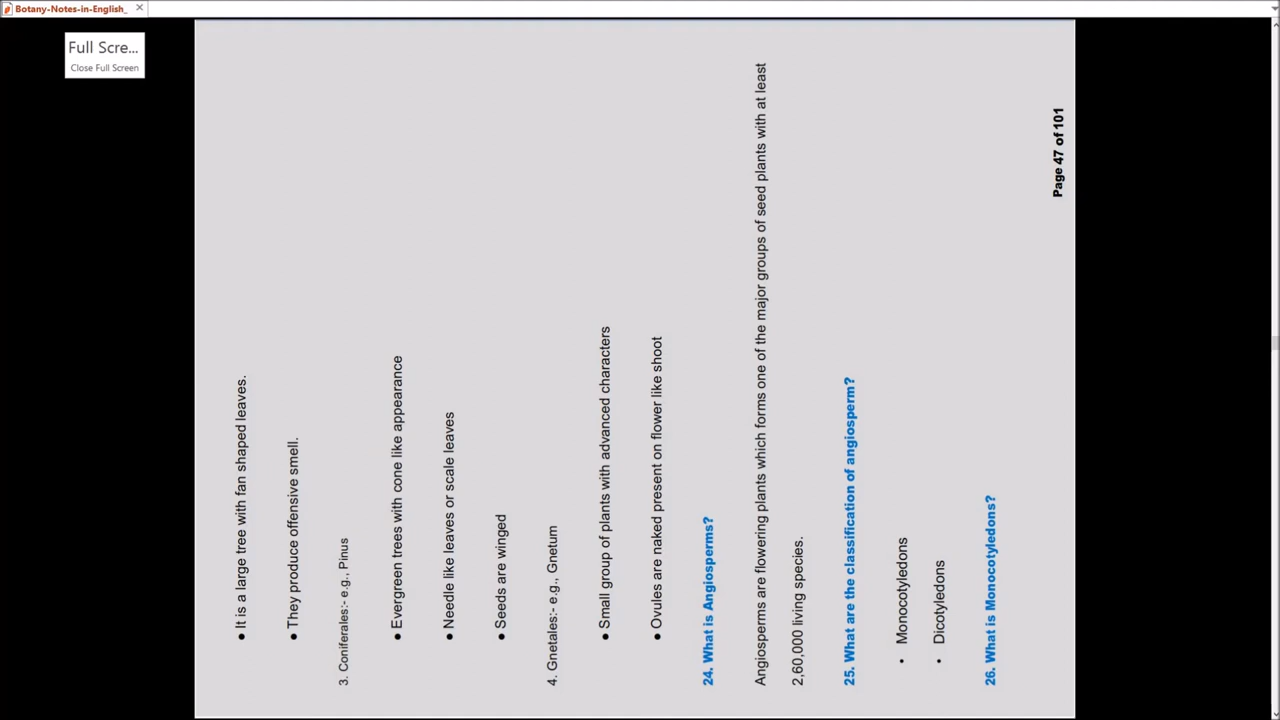 Botany-Notes-in-English_
Full Scre...
Close Full Screen
● It is a large tree with fan shaped leaves.
● They produce offensive smell.
3. Coniferales:- e.g., Pinus
● Evergreen trees with cone like appearance
● Needle like leaves or scale leaves
● Seeds are winged
4. Gnetales:- e.g., Gnetum
● Small group of plants with advanced characters
● Ovules are naked present on flower like shoot
24. What is Angiosperms?
Angiosperms are flowering plants which forms one of the major groups of seed plants with at least
2,60,000 living species.
25. What are the classification of angiosperm?
• Monocotyledons
• Dicotyledons
26. What is Monocotyledons?
Page 47 of 101